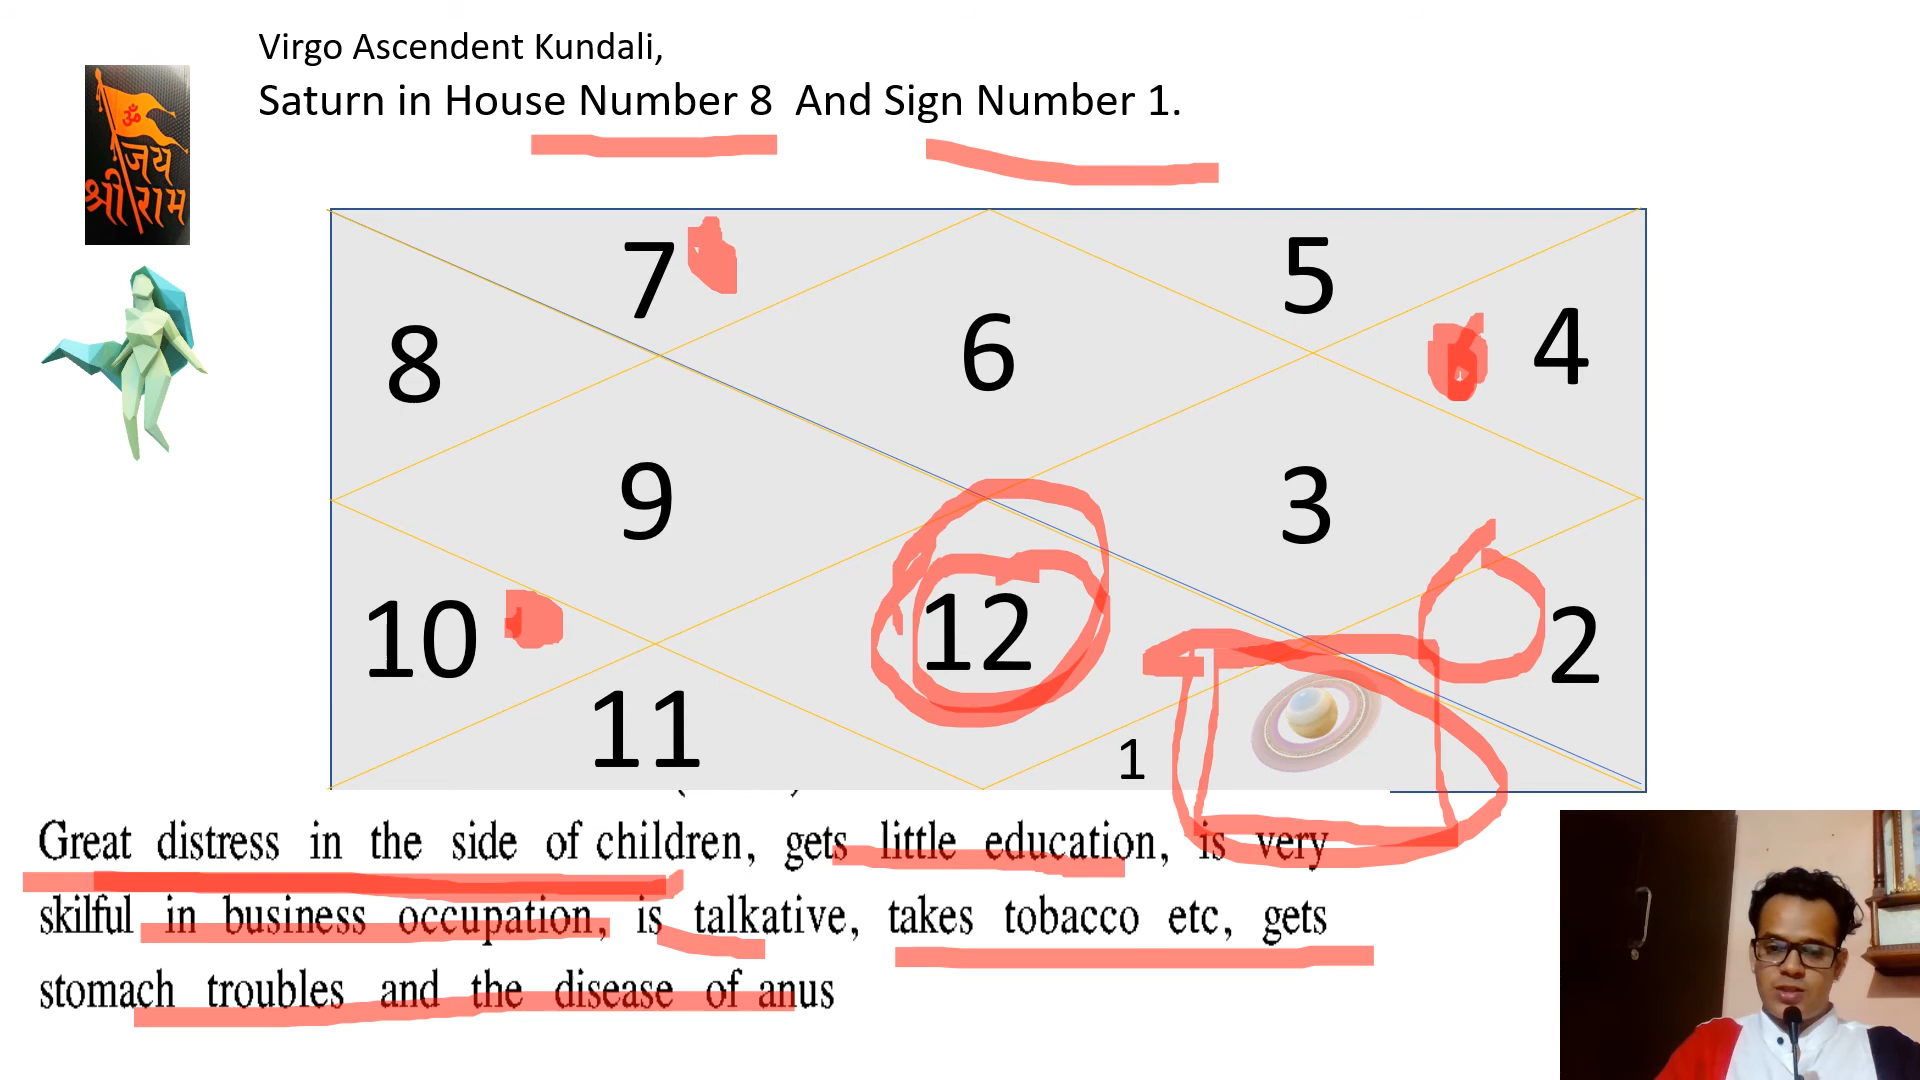 Virgo Ascendent Kundali,
Saturn in House Number 8 And Sign Number 1.
ॐ
जय
श्री राम
7
5
8
6
4
9
3
10
12
2
11
1
Great distress in the side of children, gets little education, is very
skilful in business occupation, is talkative, takes tobacco etc, gets
stomach troubles and the disease of anus